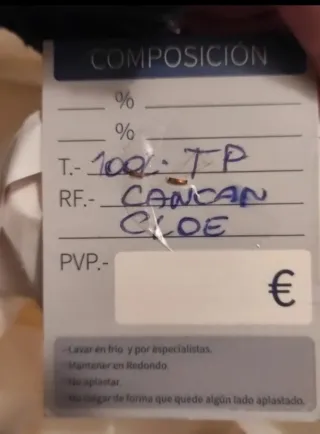 COMPOSICIÓN
%
%
T.- 100%. TP
RF.- CANCAN
CLOE
PVP.-
€
-Lavar en frio y por especialistas.
-Mantener en Redondo
-No aplastar.
-No colgar de forma que quede algún lado aplastado.